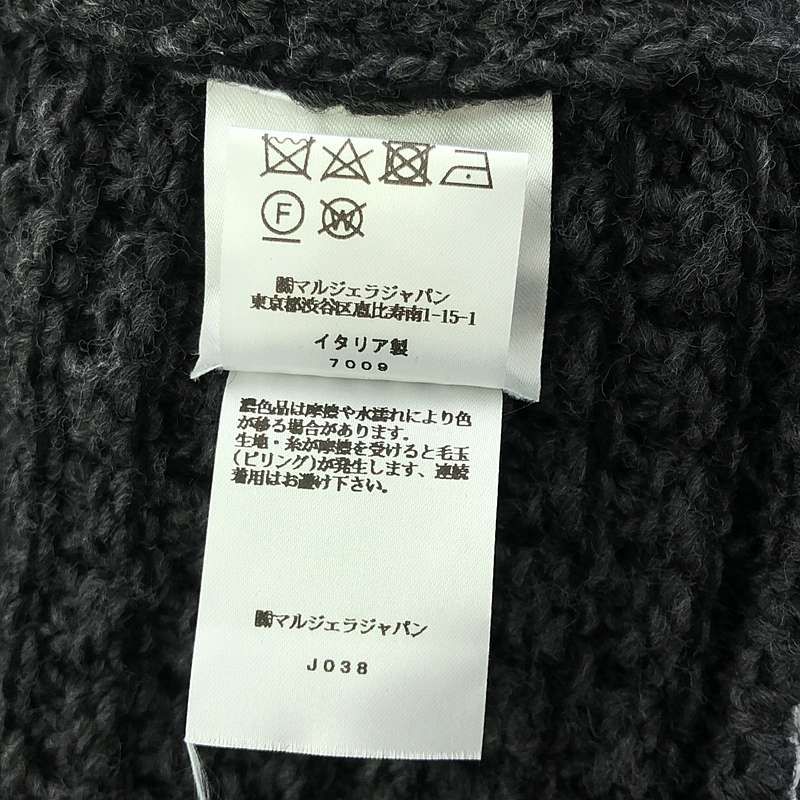 F
W
㈱マルジェラジャパン
東京都渋谷区恵比寿南1-15-1
イタリア製
7009
濃色品は摩擦や水濡れにより色
が移る場合があります。
生地・糸が摩擦を受けると毛玉
(ピリング)が発生します、連続
着用はお避け下さい。
㈱マルジェラジャパン
J038